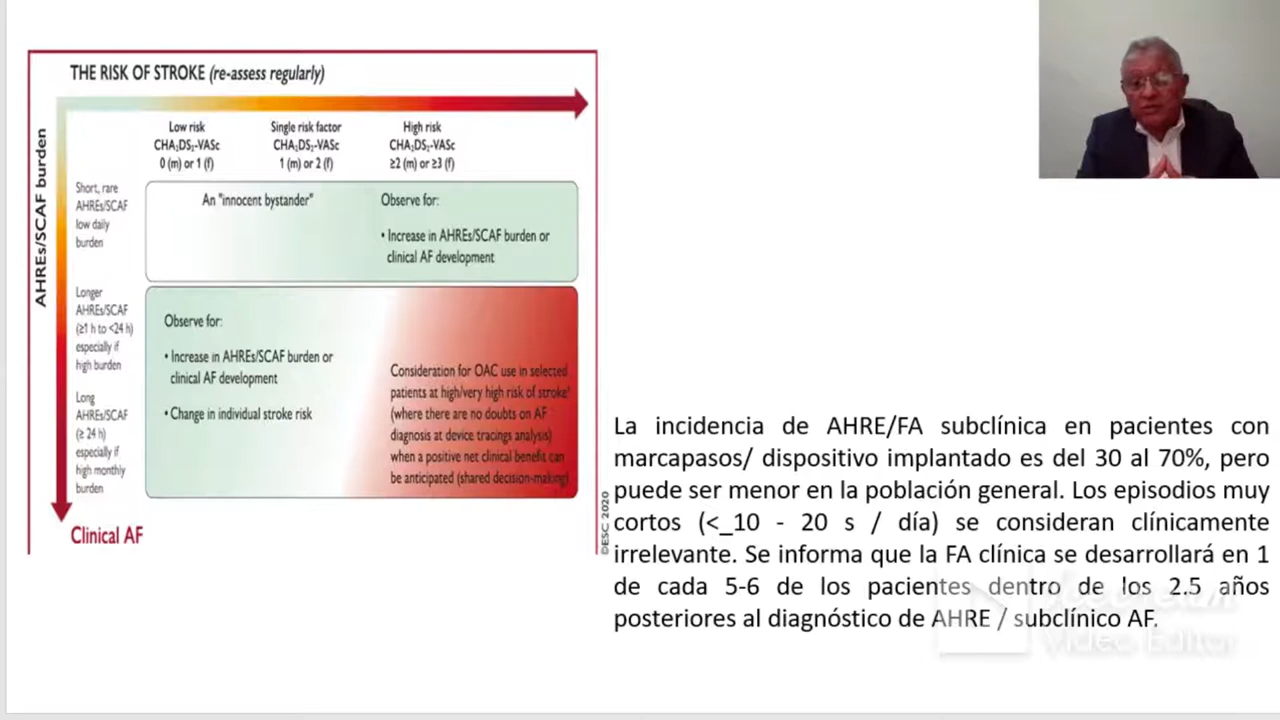 THE RISK OF STROKE (re-assess regularly)
AHREs/SCAF burden
Low risk
CHA₂DS₂-VASc
0 (m) or 1 (f)
Single risk factor
CHA₂DS₂-VASc
1 (m) or 2 (f)
High risk
CHA₂DS₂-VASc
≥2 (m) or ≥3 (f)
Short, rare
AHREs/SCAF
low daily
burden
An "innocent bystander"
Observe for:
• Increase in AHREs/SCAF burden or
clinical AF development
Longer
AHREs/SCAF
(≥1 h to <24 h)
especially if
high burden
Long
AHREs/SCAF
(≥ 24 h)
especially if
high monthly
burden
Observe for:
• Increase in AHREs/SCAF burden or
clinical AF development
• Change in individual stroke risk
Consideration for OAC use in selected
patients at high/very high risk of stroke
(where there are no doubts on AF
diagnosis at device tracings analysis)
when a positive net clinical benefit can
be anticipated (shared decision-making)
Clinical AF
©ESC 2020
La incidencia de AHRE/FA subclínica en pacientes con
marcapasos/ dispositivo implantado es del 30 al 70%, pero
puede ser menor en la población general. Los episodios muy
cortos (<_10 - 20 s / día) se consideran clínicamente
irrelevante. Se informa que la FA clínica se desarrollará en 1
de cada 5-6 de los pacientes dentro de los 2.5 años
posteriores al diagnóstico de AHRE / subclínico AF.
Video Editor